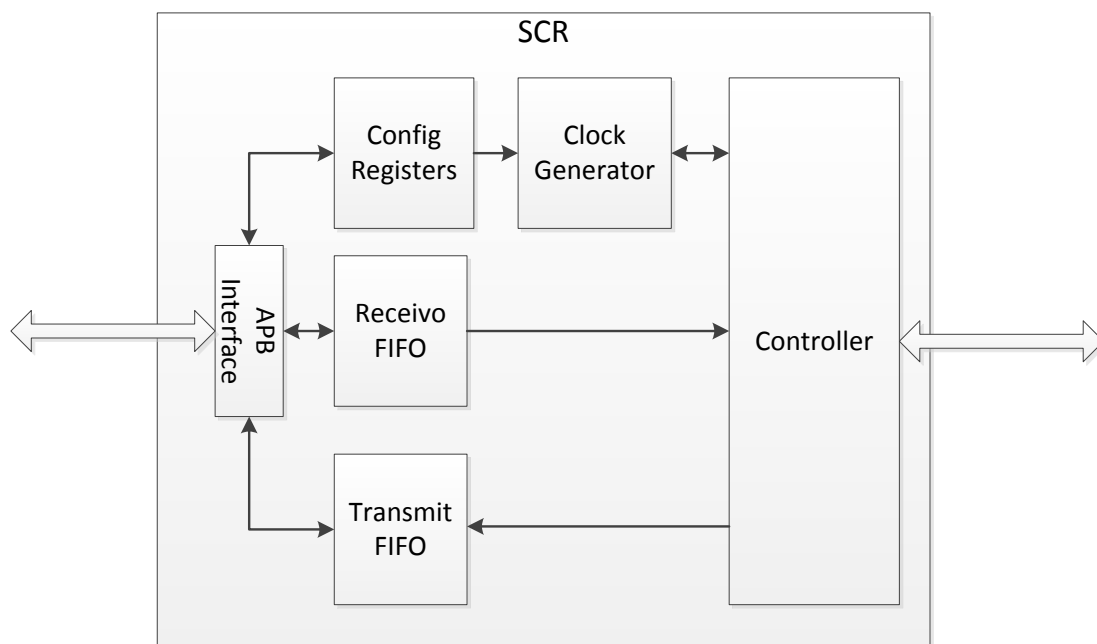 SCR
Config
Registers
Clock
Generator
APB
Interface
Receivo
FIFO
Controller
Transmit
FIFO